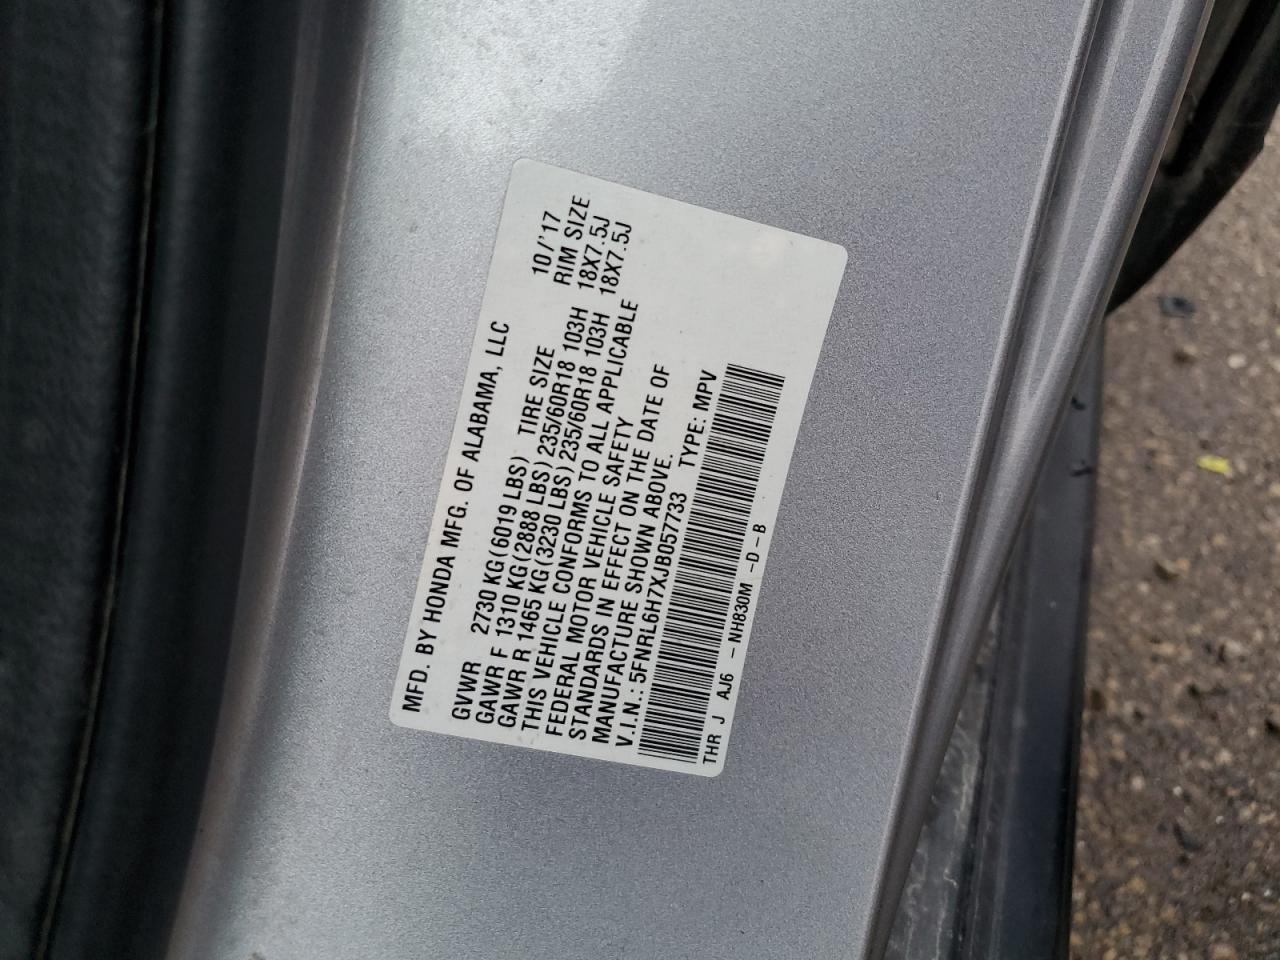 MFD. BY HONDA MFG. OF ALABAMA, LLC 10/'17
GVWR 2730 KG(6019 LBS) TIRE SIZE RIM SIZE
GAWR F 1310 KG(2888 LBS) 235/60R18 103H 18X7.5J
GAWR R 1465 KG(3230 LBS) 235/60R18 103H 18X7.5J
THIS VEHICLE CONFORMS TO ALL APPLICABLE
FEDERAL MOTOR VEHICLE SAFETY
STANDARDS IN EFFECT ON THE DATE OF
MANUFACTURE SHOWN ABOVE.
V.I.N.: 5FNRL6H7XJB057733 TYPE: MPV
THR J AJ6 -NH830M -D-B